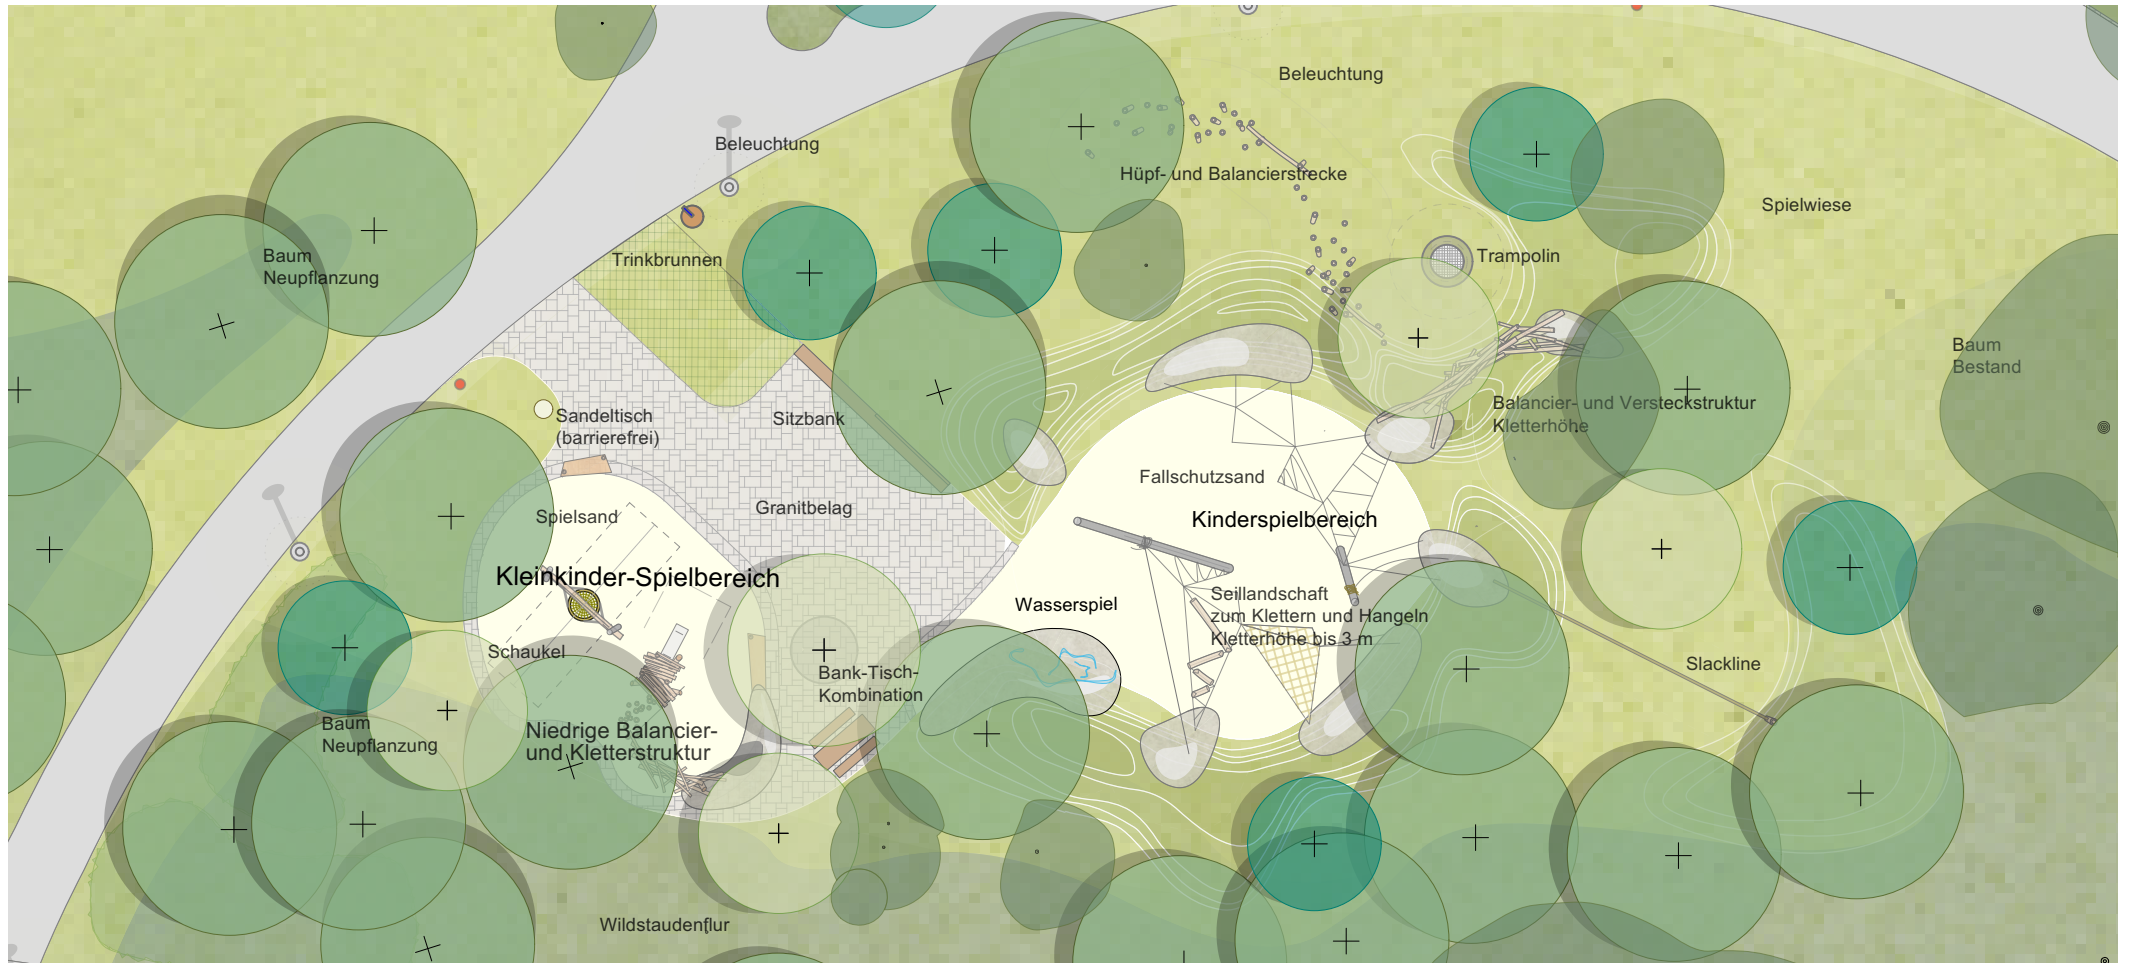 Beleuchtung
Beleuchtung
Hüpf- und Balancierstrecke
Spielwiese
Baum
Neupflanzung
Trinkbrunnen
Trampolin
Baum
Bestand
Sandeltisch
(barrierefrei)
Sitzbank
Balancier- und Versteckstruktur
Kletterhöhe
Fallschutzsand
Spielsand
Granitbelag
Kinderspielbereich
Kleinkinder-Spielbereich
Wasserspiel
Seillandschaft
zum Klettern und Hangeln
Kletterhöhe bis 3 m
Schaukel
Bank-Tisch-
Kombination
Slackline
Baum
Neupflanzung
Niedrige Balancier-
und Kletterstruktur
Wildstaudenflur